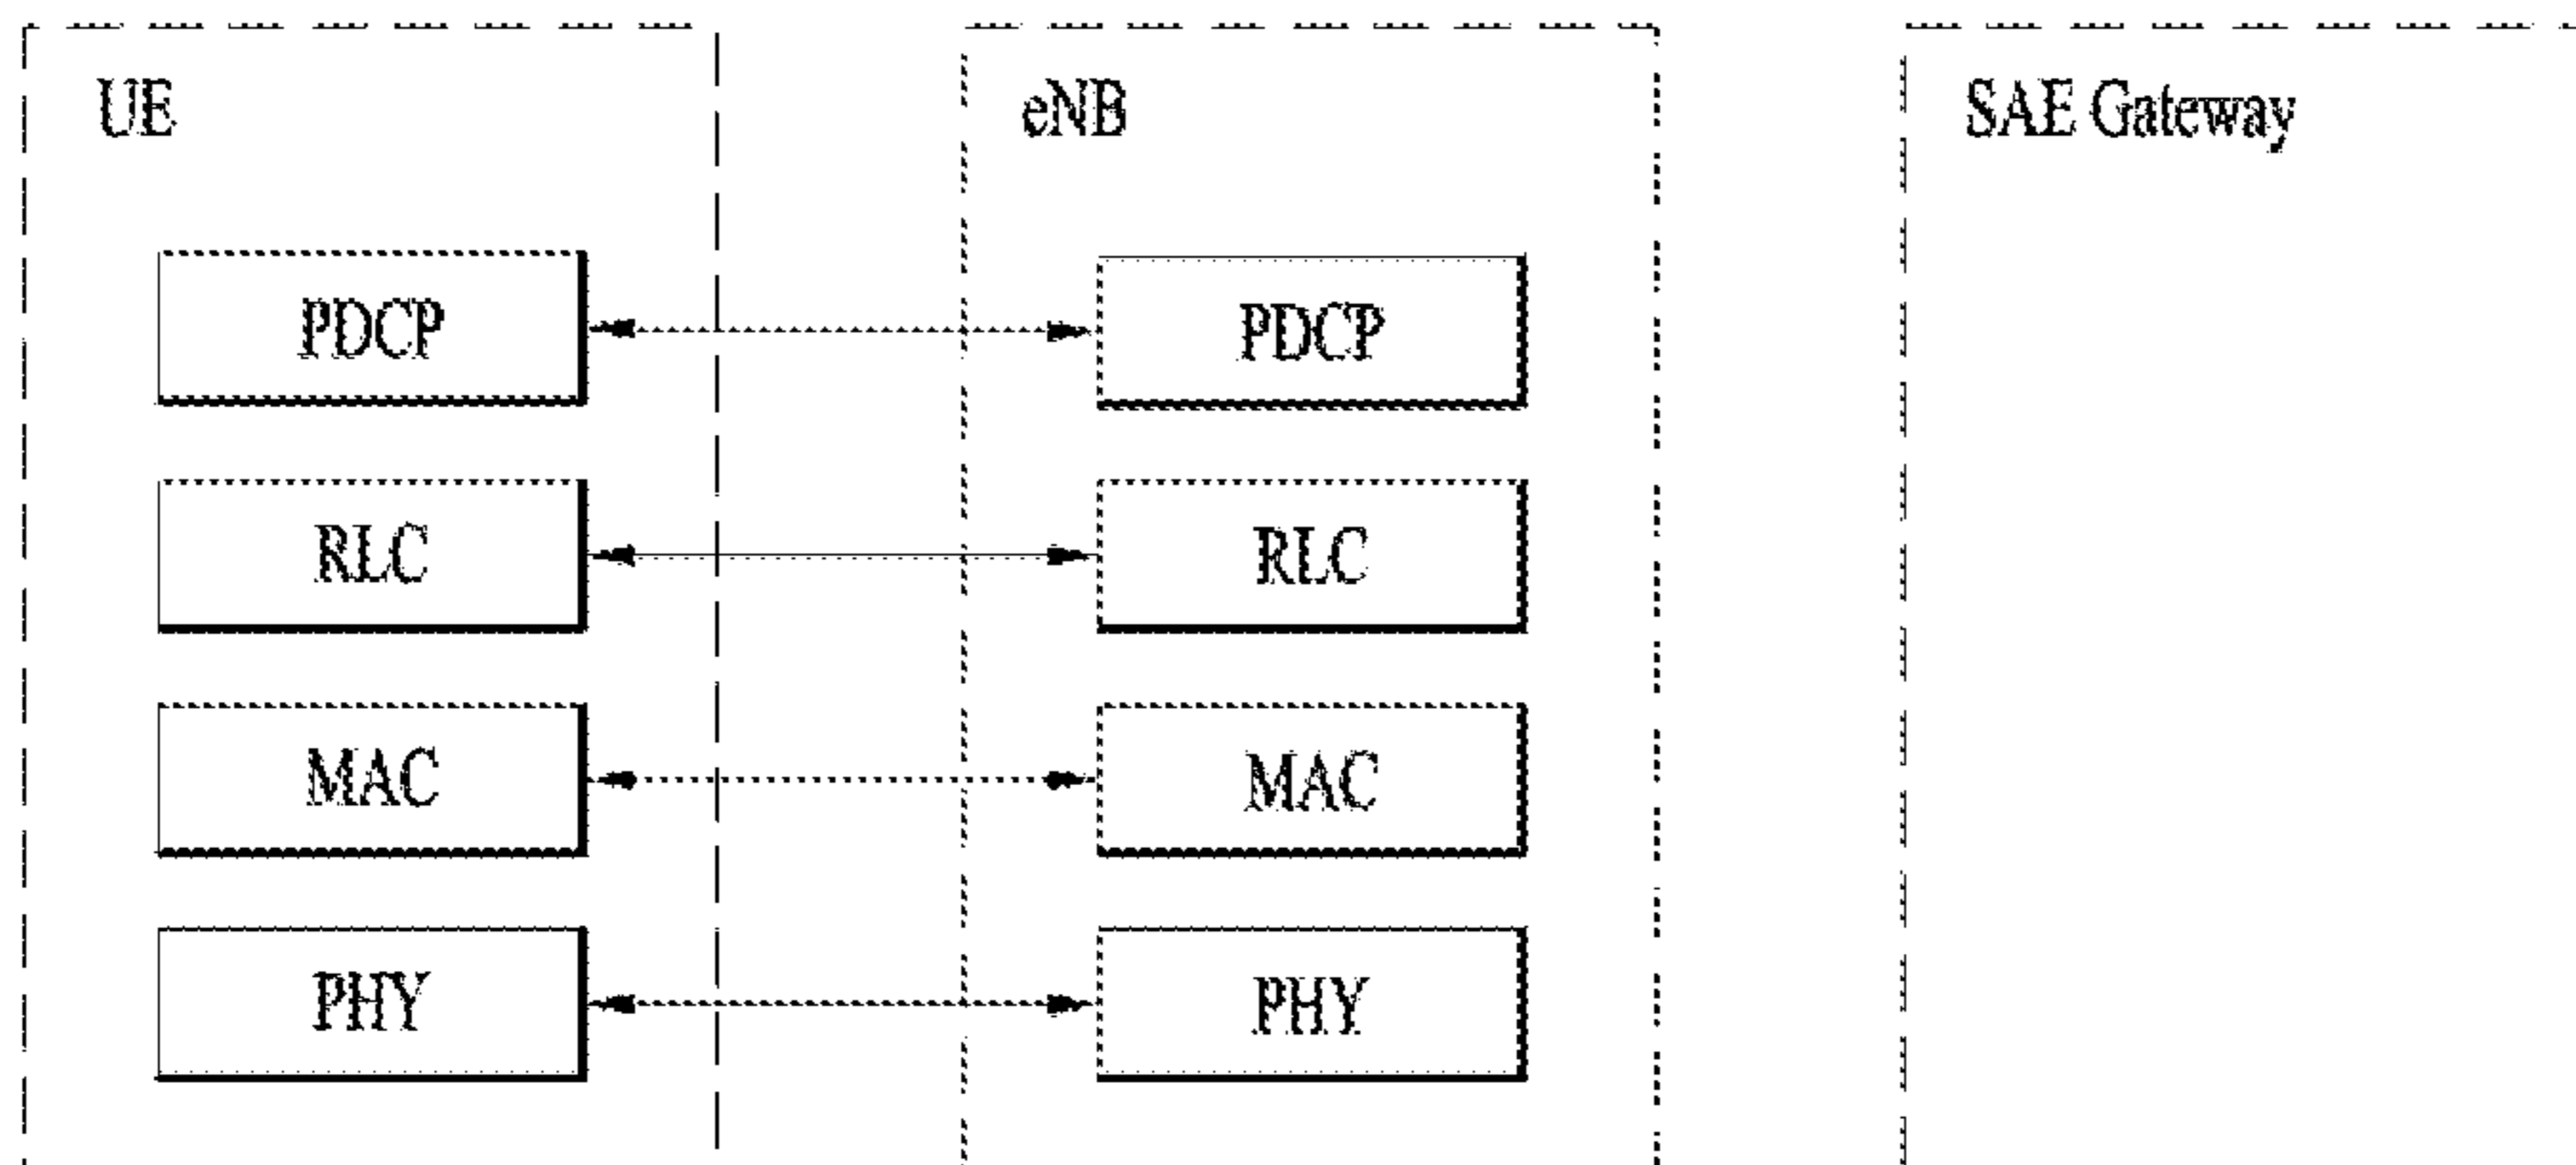 UE
eNB
SAE Gateway
PDCP
PDCP
RLC
RLC
MAC
MAC
PHY
PHY